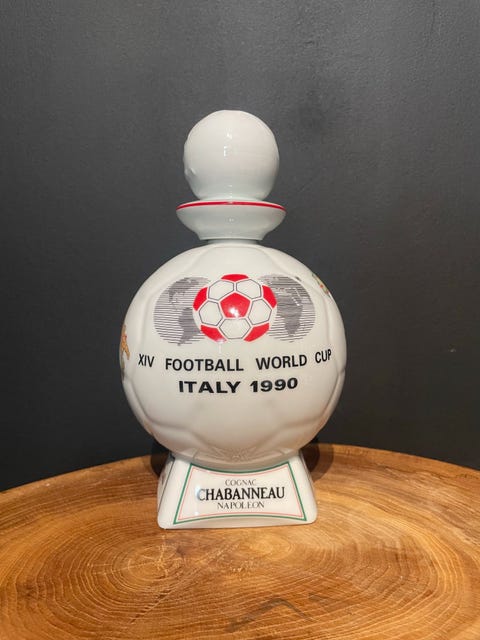 XIV FOOTBALL WORLD CUP
ITALY 1990
COGNAC
CHABANNEAU
NAPOLEON